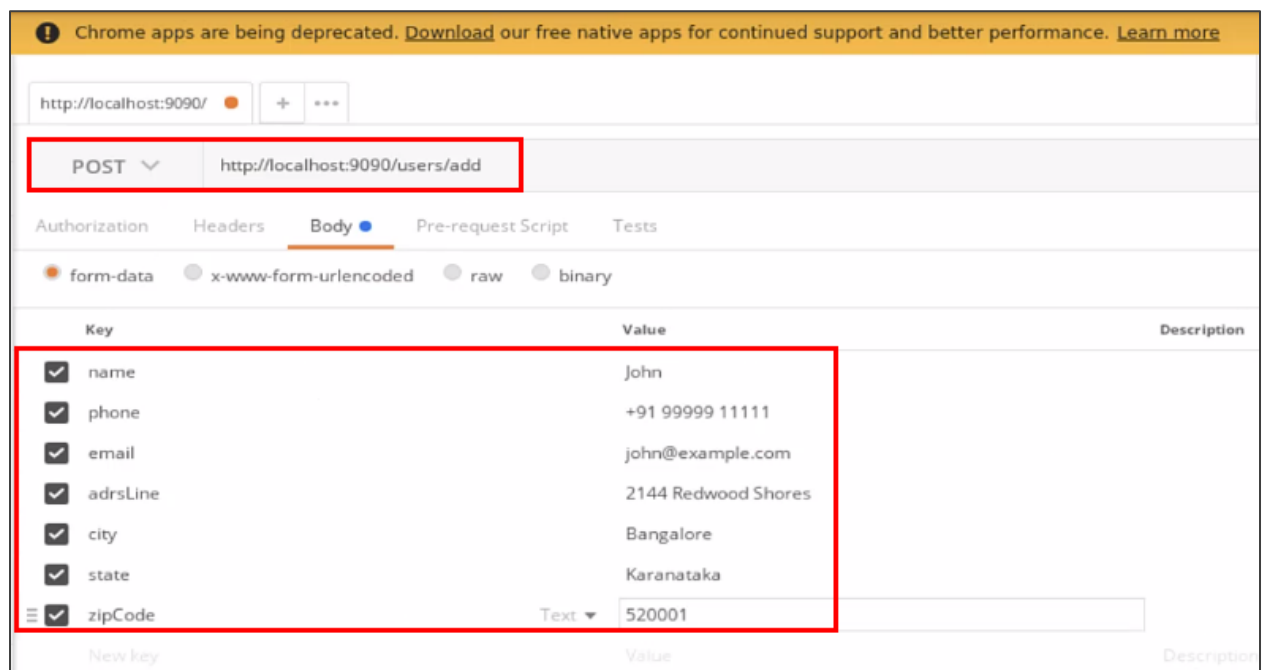 Chrome apps are being deprecated. Download our free native apps for continued support and better performance. Learn more
http://localhost:9090/
POST http://localhost:9090/users/add
Authorization Headers Body Pre-request Script Tests
form-data x-www-form-urlencoded raw binary
Key Value Description
name John
phone +91 99999 11111
email john@example.com
adrsLine 2144 Redwood Shores
city Bangalore
state Karanataka
zipCode Text 520001
New key Value Description